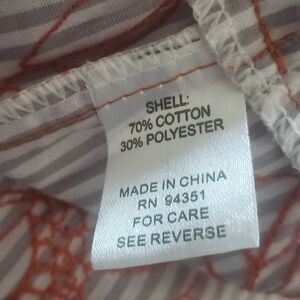 SHELL:
70% COTTON
30% POLYESTER
MADE IN CHINA
RN 94351
FOR CARE
SEE REVERSE